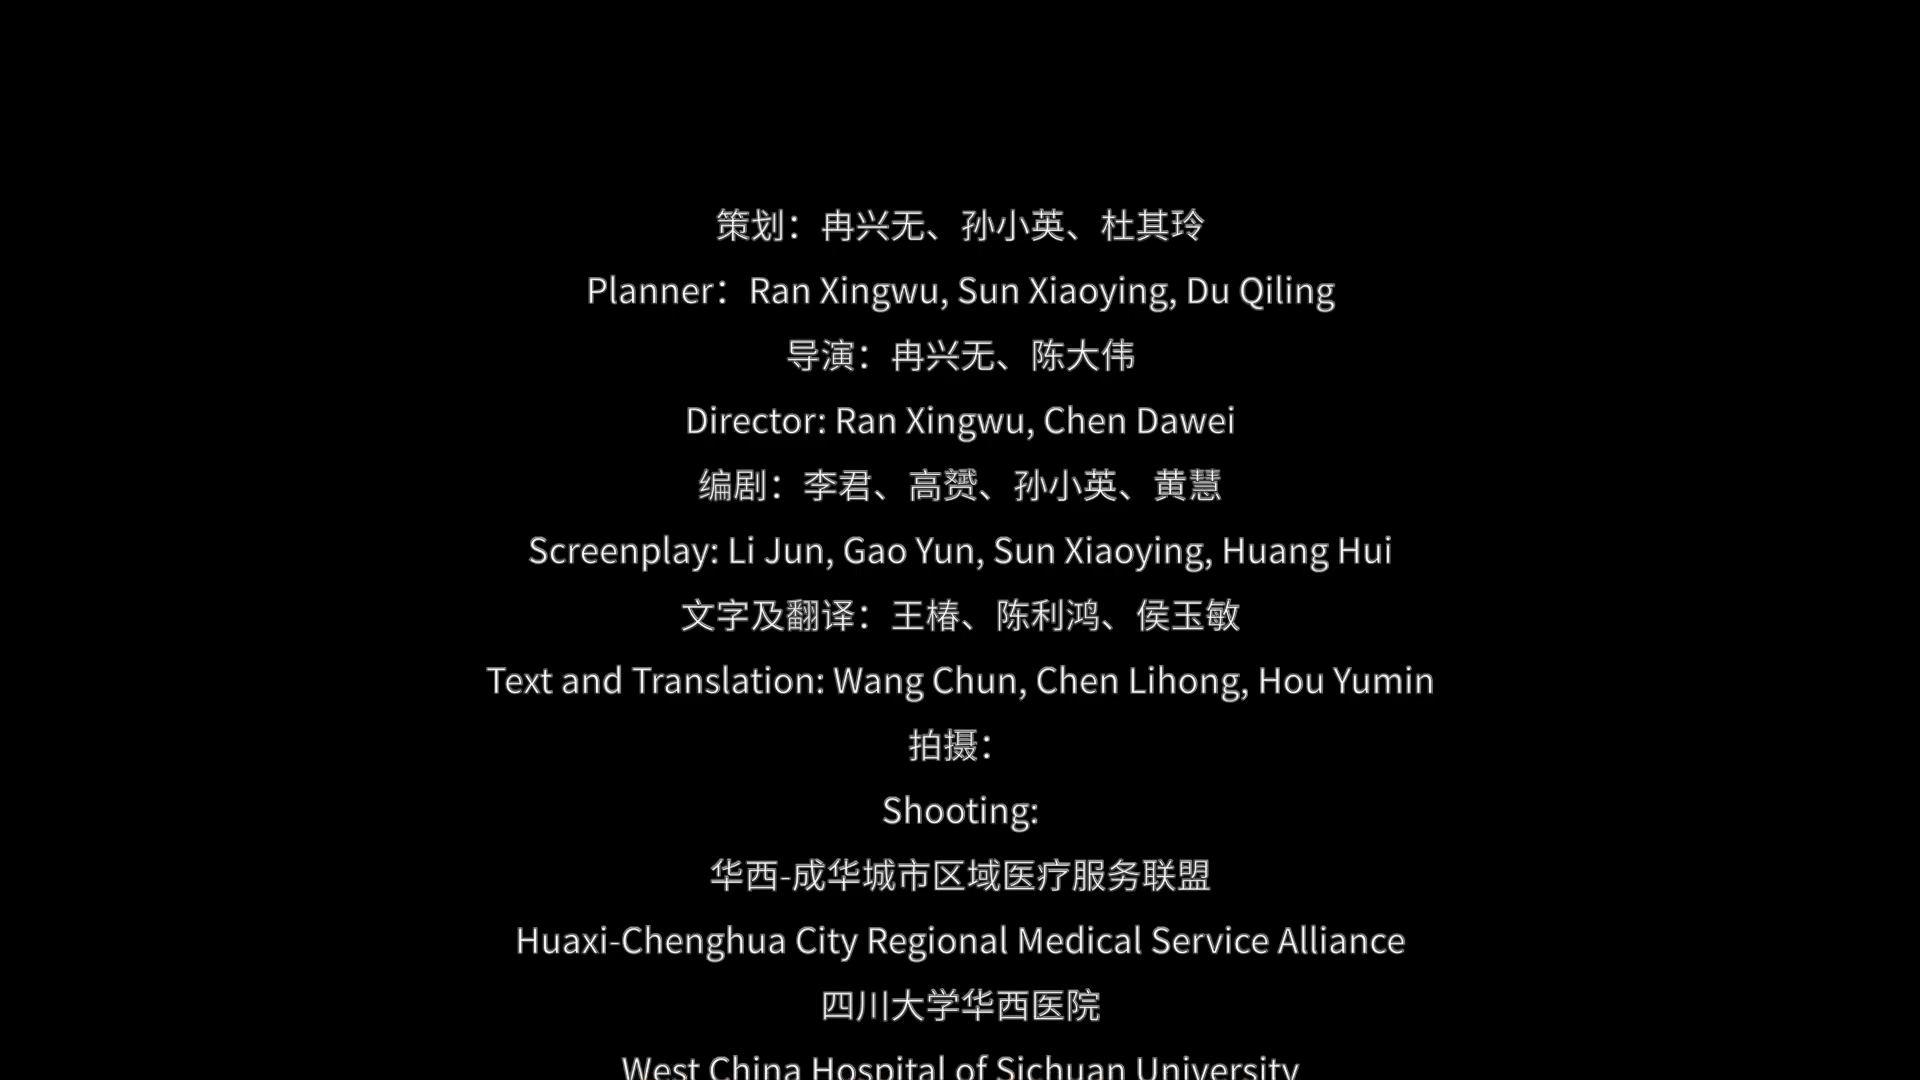 策划：冉兴无、孙小英、杜其玲
Planner：Ran Xingwu, Sun Xiaoying, Du Qiling
导演：冉兴无、陈大伟
Director: Ran Xingwu, Chen Dawei
编剧：李君、高赟、孙小英、黄慧
Screenplay: Li Jun, Gao Yun, Sun Xiaoying, Huang Hui
文字及翻译：王椿、陈利鸿、侯玉敏
Text and Translation: Wang Chun, Chen Lihong, Hou Yumin
拍摄：
Shooting:
华西-成华城市区域医疗服务联盟
Huaxi-Chenghua City Regional Medical Service Alliance
四川大学华西医院
West China Hospital of Sichuan University